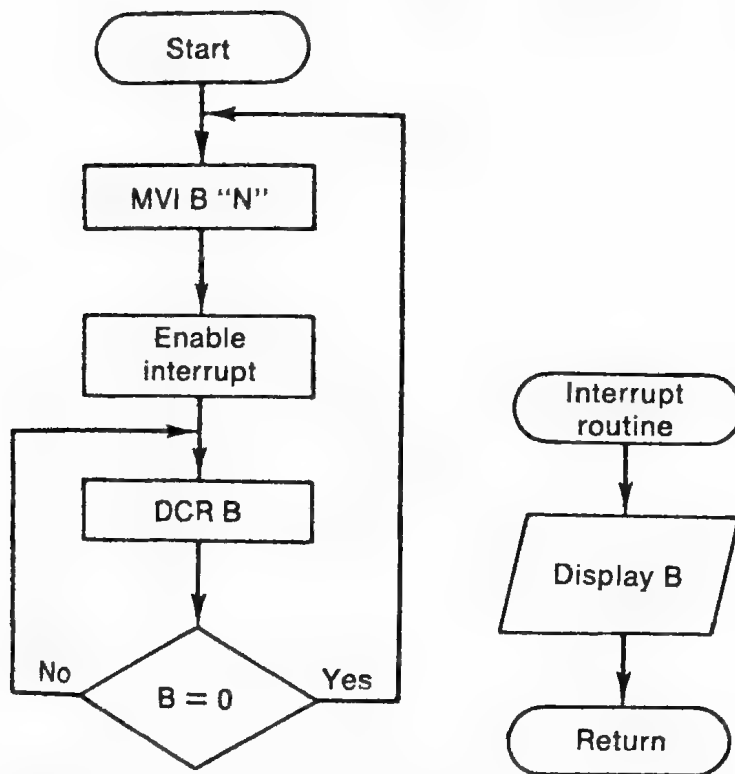 Start
MVI B “N”
Enable
interrupt
DCR B
No
B = 0
Yes
Interrupt
routine
Display B
Return